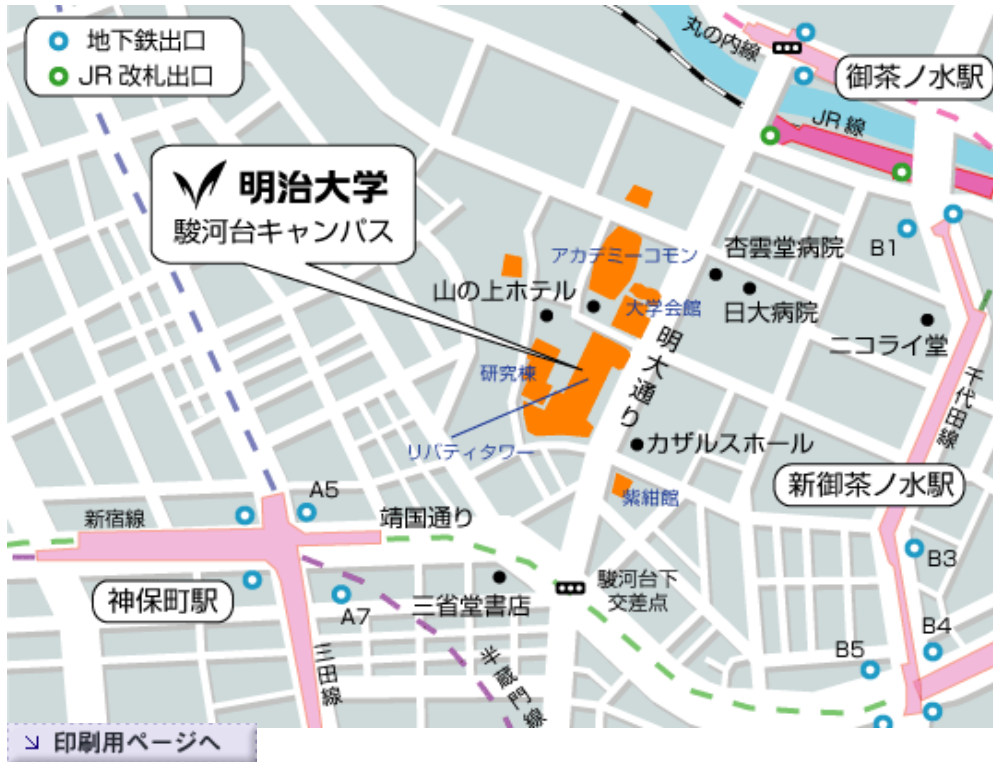 地下鉄出口
JR改札出口
丸の内線
御茶ノ水駅
JR線
明治大学
駿河台キャンパス
アカデミーコモン
杏雲堂病院
B1
山の上ホテル
大学会館
日大病院
ニコライ堂
明大通り
研究棟
千代田線
リバティタワー
カザルスホール
新御茶ノ水駅
紫紺館
A5
新宿線
靖国通り
B3
神保町駅
A7
三省堂書店
駿河台下
交差点
三田線
半蔵門線
B4
B5
印刷用ページへ